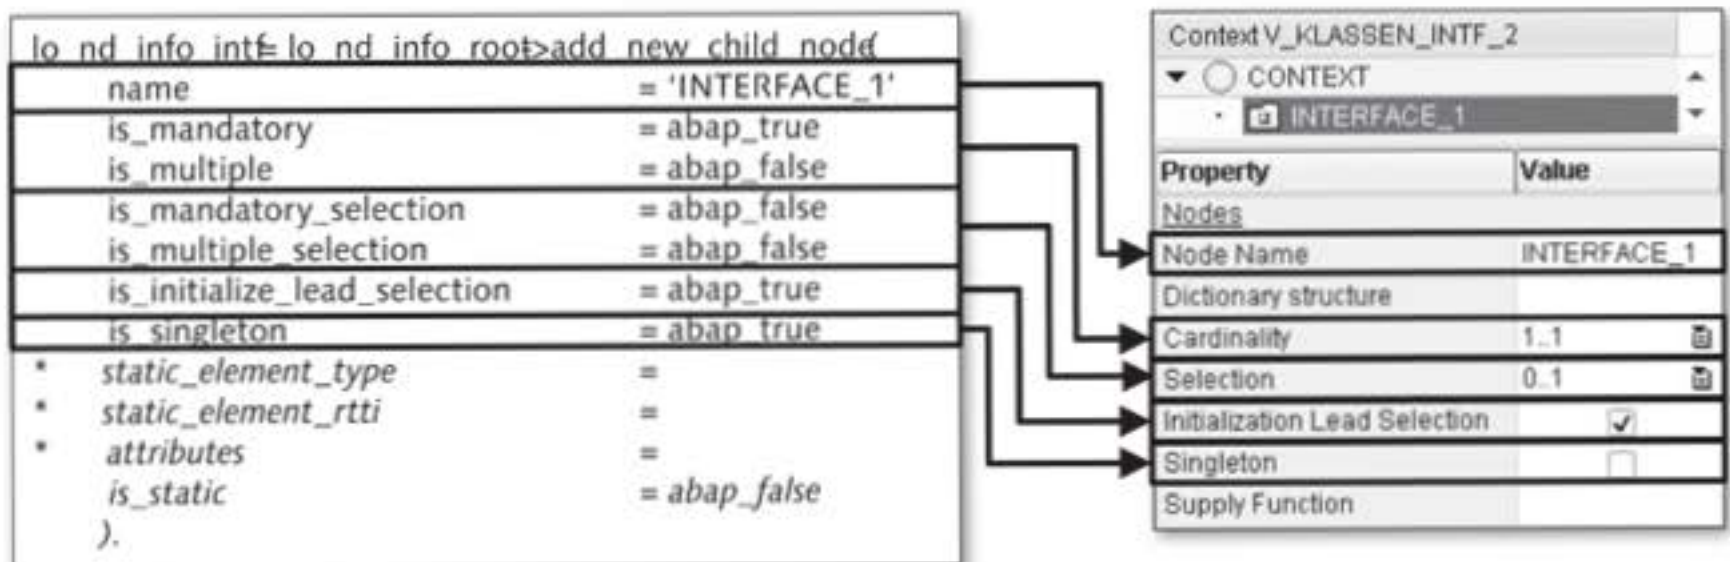 lo_nd_info_intf= lo_nd_info_root->add_new_child_node(
name = 'INTERFACE_1'
is_mandatory = abap_true
is_multiple = abap_false
is_mandatory_selection = abap_false
is_multiple_selection = abap_false
is_initialize_lead_selection = abap_true
is_singleton = abap_true
* static_element_type =
* static_element_rtti =
* attributes =
is_static = abap_false
).
Context V_KLASSEN_INTF_2
CONTEXT
INTERFACE_1
Property Value
Nodes
Node Name INTERFACE_1
Dictionary structure
Cardinality 1..1
Selection 0..1
Initialization Lead Selection
Singleton
Supply Function